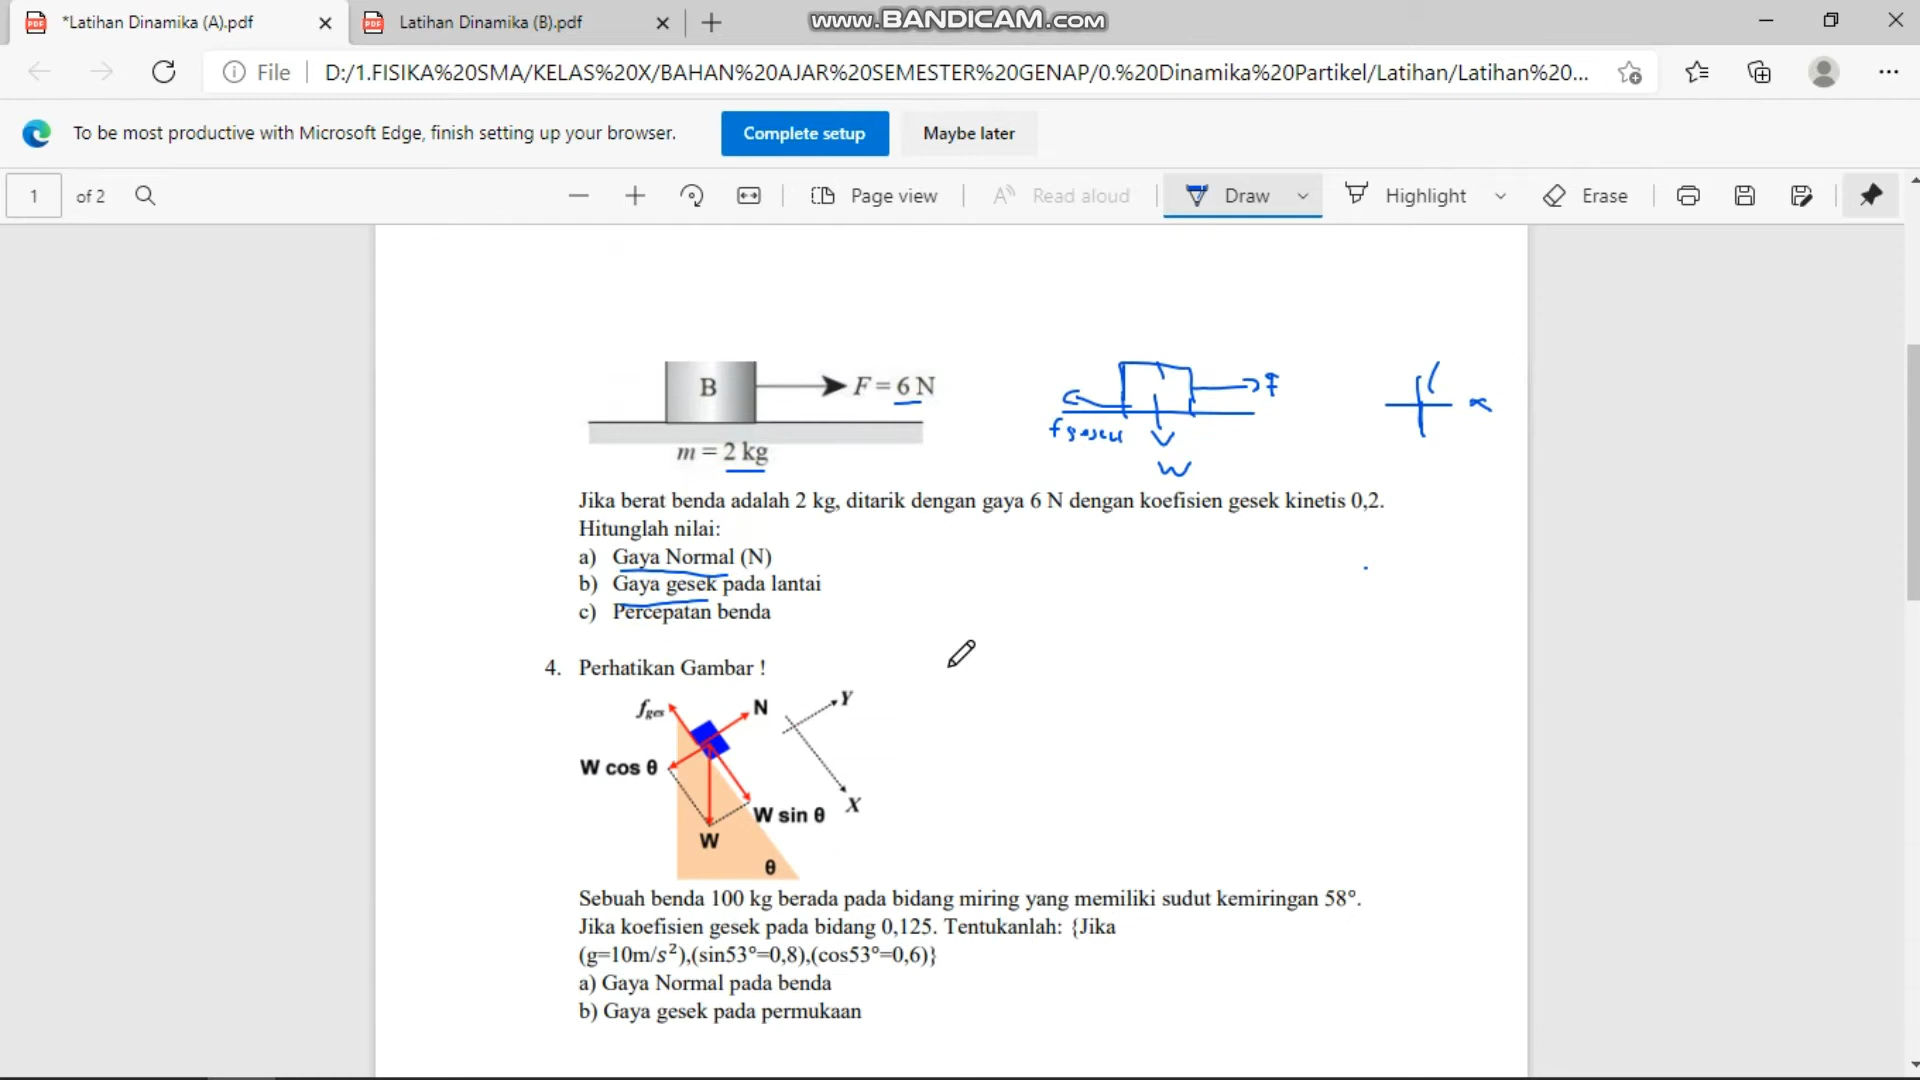 *Latihan Dinamika (A).pdf
Latihan Dinamika (B).pdf
www.BANDICAM.com
File
D:/1.FISIKA%20SMA/KELAS%20X/BAHAN%20AJAR%20SEMESTER%20GENAP/0.%20Dinamika%20Partikel/Latihan/Latihan%20...
To be most productive with Microsoft Edge, finish setting up your browser.
Complete setup
Maybe later
1 of 2
Page view
Read aloud
Draw
Highlight
Erase
B
F = 6 N
m = 2 kg
F
f gesek
W
x
Jika berat benda adalah 2 kg, ditarik dengan gaya 6 N dengan koefisien gesek kinetis 0,2.
Hitunglah nilai:
a) Gaya Normal (N)
b) Gaya gesek pada lantai
c) Percepatan benda
4. Perhatikan Gambar !
fges
N
Y
W cos θ
X
W sin θ
W
θ
Sebuah benda 100 kg berada pada bidang miring yang memiliki sudut kemiringan 58°.
Jika koefisien gesek pada bidang 0,125. Tentukanlah: {Jika
(g=10m/s²),(sin53°=0,8),(cos53°=0,6)}
a) Gaya Normal pada benda
b) Gaya gesek pada permukaan